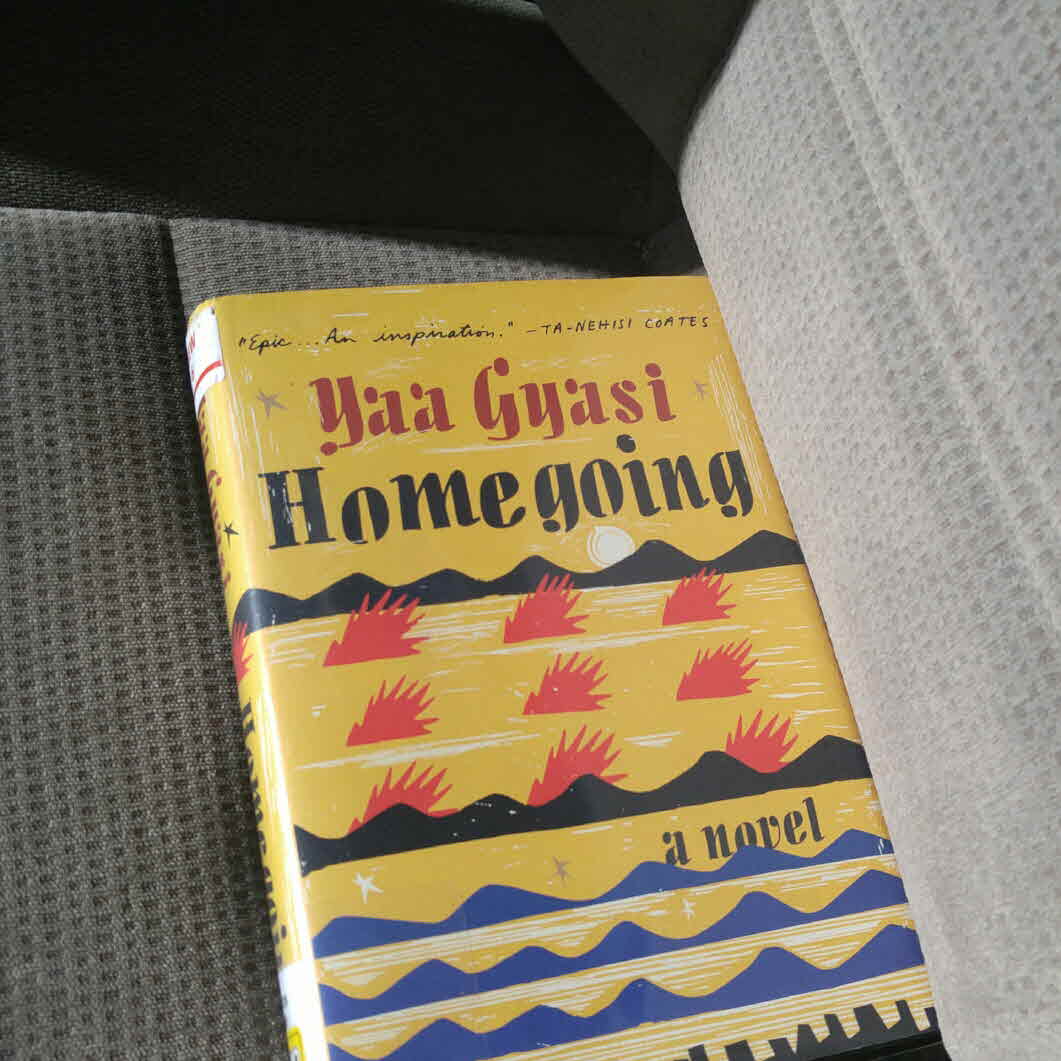 "Epic... An inspiration." –TA-NEHISI COATES
Yaa Gyasi
Homegoing
a novel